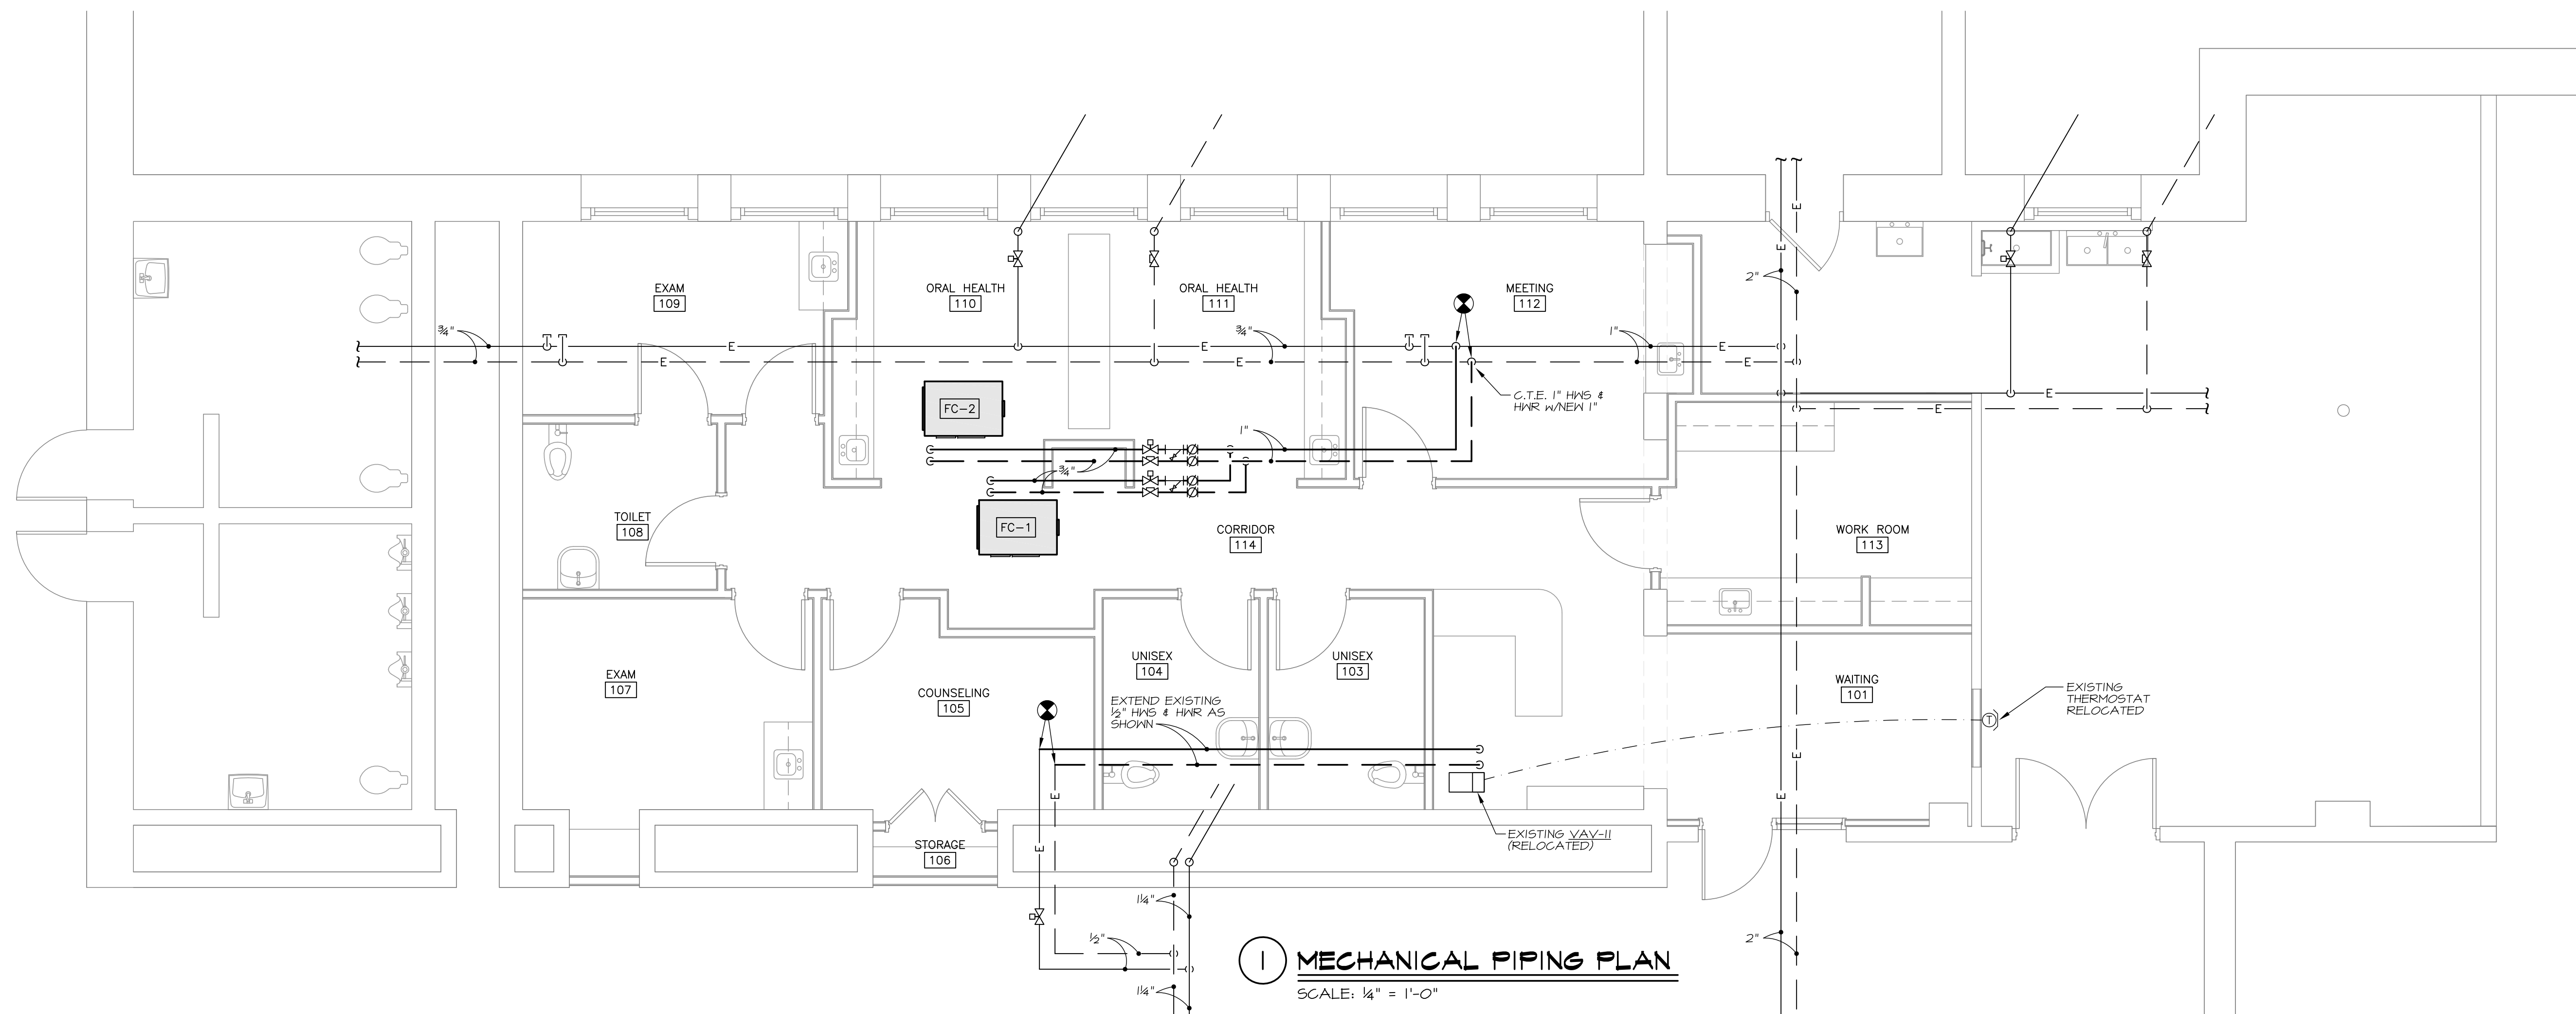 E
2"
E
EXAM
109
ORAL HEALTH
110
ORAL HEALTH
111
MEETING
112
¾"
E
E
¾"
E
E
1"
E
E
C.T.E. 1" HWS &
HWR W/NEW 1"
E
E
FC-2
1"
¾"
FC-1
TOILET
108
CORRIDOR
114
WORK ROOM
113
EXAM
107
COUNSELING
105
UNISEX
104
UNISEX
103
WAITING
101
EXTEND EXISTING
½" HWS & HWR AS
SHOWN
T
EXISTING
THERMOSTAT
RELOCATED
E
E
E
E
EXISTING VAV-11
(RELOCATED)
STORAGE
106
1¼"
½"
1¼"
2"
1 MECHANICAL PIPING PLAN
SCALE: ¼" = 1'-0"